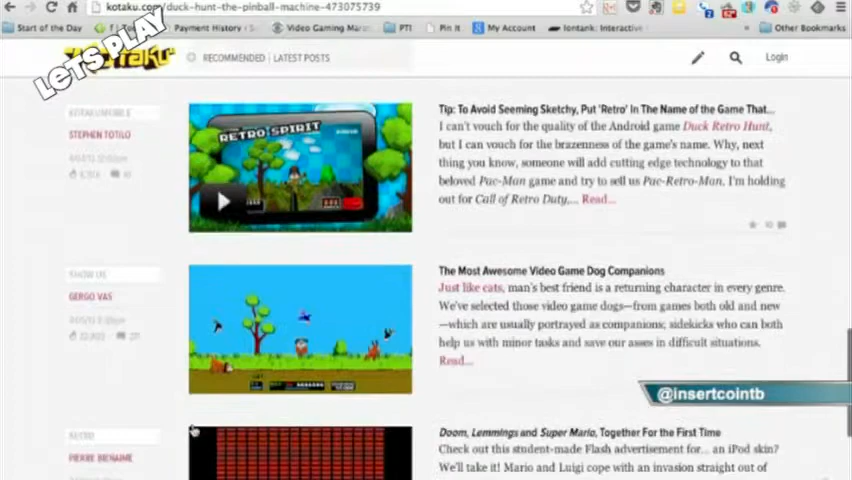 kotaku.com/duck-hunt-the-pinball-machine-473075739
Start of the Day
Payment History
Video Gaming Mar
PTI
Pin It
My Account
Iontank: Interactive
Other Bookmarks
LETS PLAY
RECOMMENDED | LATEST POSTS
Login
KOTAKUMOBILE
STEPHEN TOTILO
RETRO SPIRIT
Tip: To Avoid Seeming Sketchy, Put 'Retro' In The Name of the Game That...
I can't vouch for the quality of the Android game Duck Retro Hunt,
but I can vouch for the brazenness of the game's name. Why, next
thing you know, someone will add cutting edge technology to that
beloved Pac-Man game and try to sell us Pac-Retro-Man. I'm holding
out for Call of Retro Duty,... Read...
SHOW US
GERGO VAS
The Most Awesome Video Game Dog Companions
Just like cats, man's best friend is a returning character in every genre.
We've selected those video game dogs—from games both old and new
—which are usually portrayed as companions; sidekicks who can both
help us with minor tasks and save our asses in difficult situations.
Read...
@insertcointb
RETRO
PIERRE BIENAIME
Doom, Lemmings and Super Mario, Together For the First Time
Check out this student-made Flash advertisement for... an iPod skin?
We'll take it! Mario and Luigi cope with an invasion straight out of